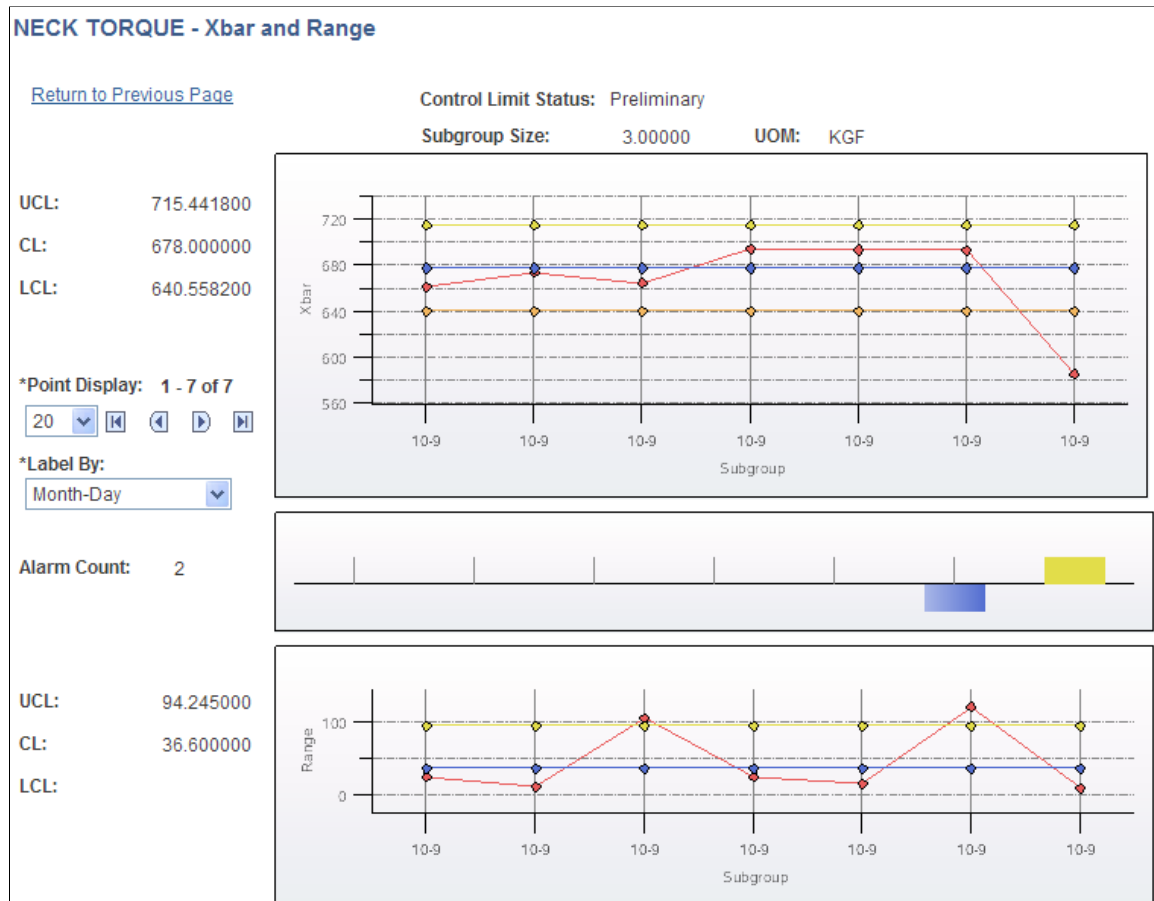 NECK TORQUE - Xbar and Range
Return to Previous Page
Control Limit Status: Preliminary
Subgroup Size: 3.00000 UOM: KGF
UCL: 715.441800
CL: 678.000000
LCL: 640.558200
*Point Display: 1 - 7 of 7
20
*Label By:
Month-Day
Xbar
720
680
640
600
560
10-9 10-9 10-9 10-9 10-9 10-9 10-9
Subgroup
Alarm Count: 2
UCL: 94.245000
CL: 36.600000
LCL:
Range
100
0
10-9 10-9 10-9 10-9 10-9 10-9 10-9
Subgroup